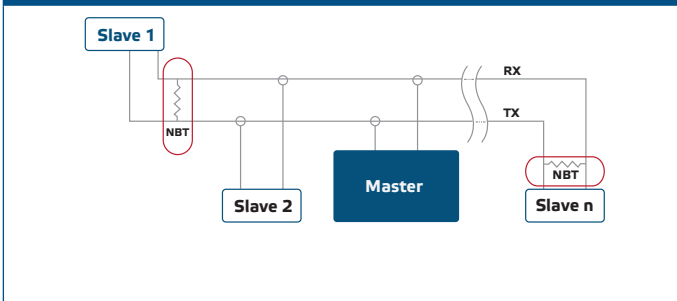 Slave 1
RX
TX
NBT
NBT
Master
Slave 2
Slave n